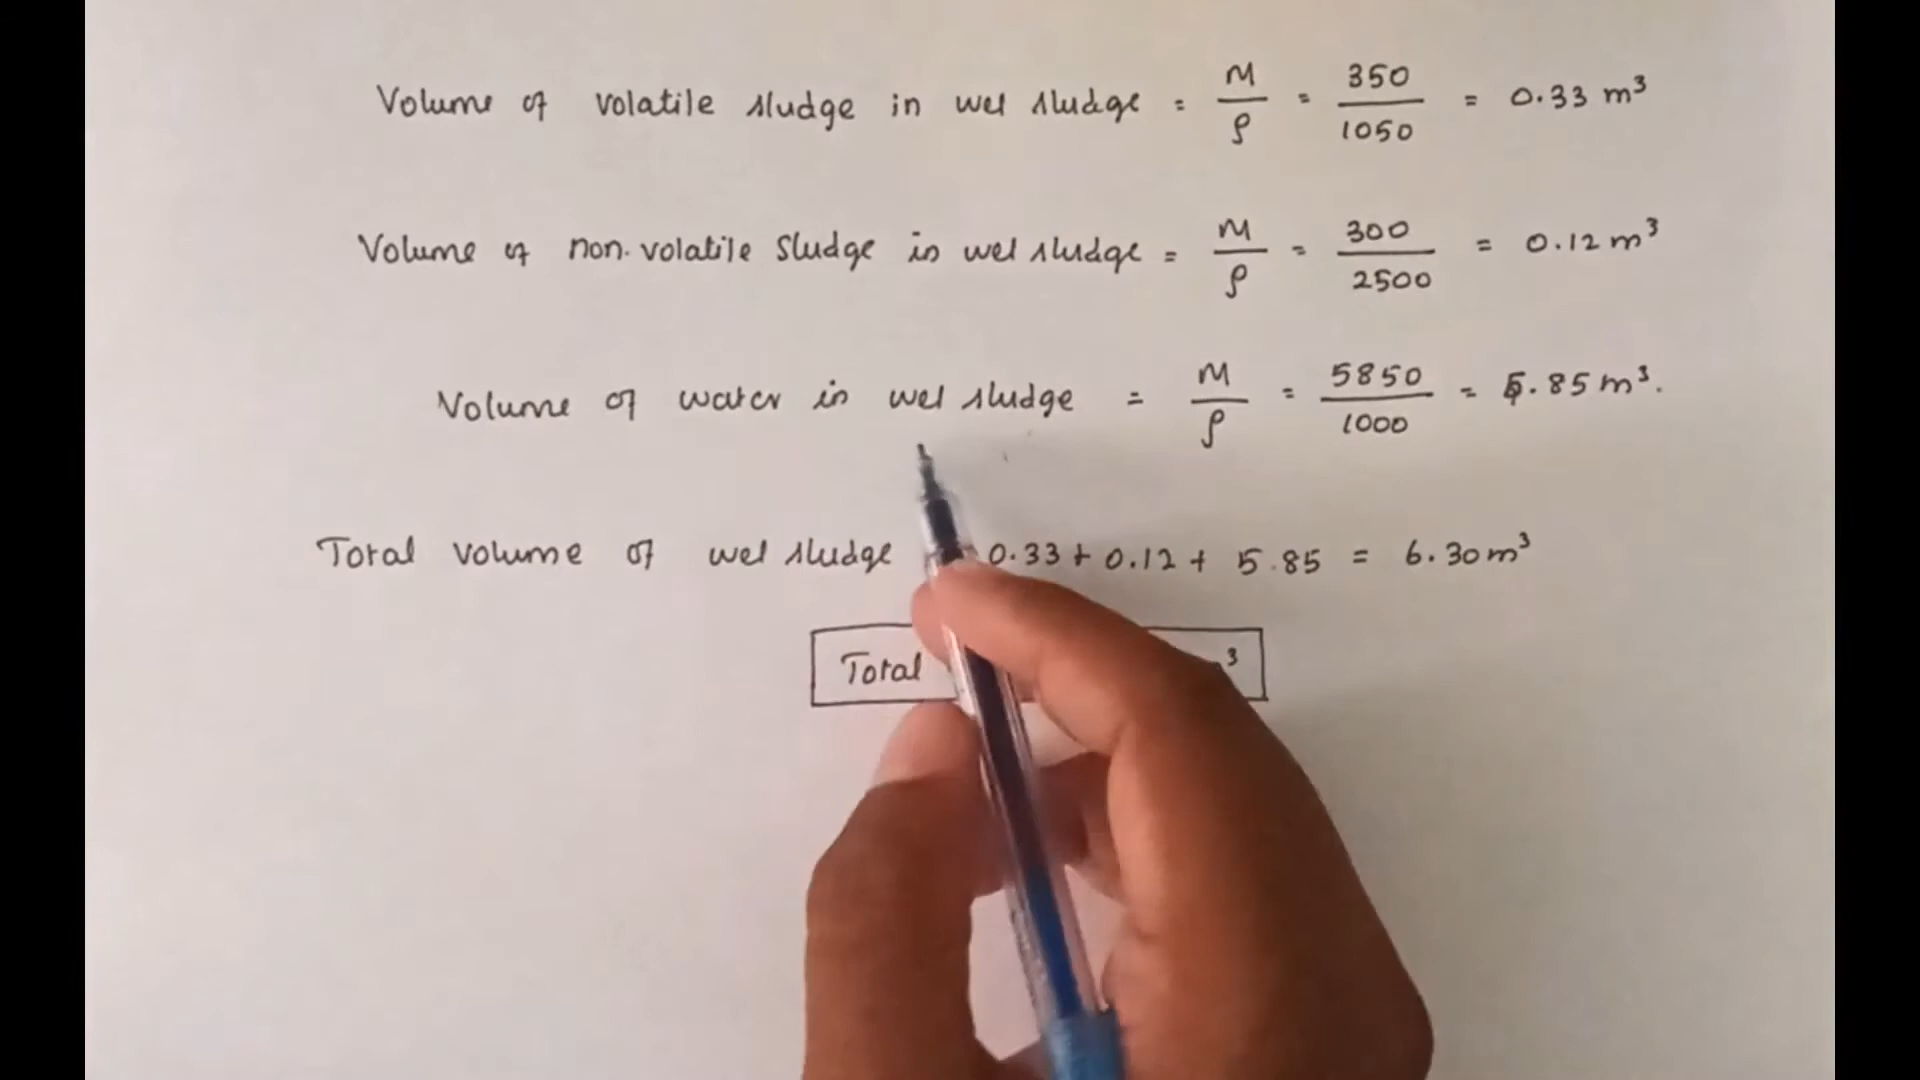 Volume of volatile sludge in wet sludge = M/ρ = 350/1050 = 0.33 m³
Volume of non-volatile sludge in wet sludge = M/ρ = 300/2500 = 0.12 m³
Volume of water in wet sludge = M/ρ = 5850/1000 = 5.85 m³.
Total volume of wet sludge 0.33 + 0.12 + 5.85 = 6.30 m³
Total m³